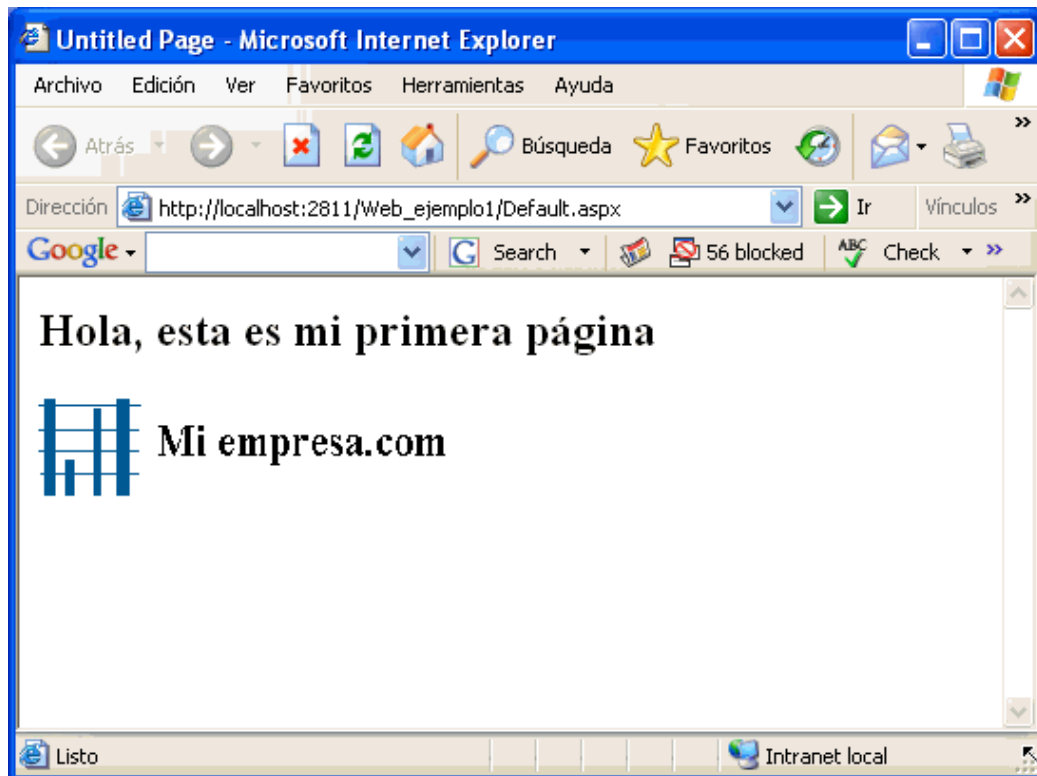 Untitled Page - Microsoft Internet Explorer
Archivo Edición Ver Favoritos Herramientas Ayuda
Atrás Búsqueda Favoritos »
Dirección http://localhost:2811/Web_ejemplo1/Default.aspx Ir Vínculos »
Google G Search 56 blocked ABC Check »
Hola, esta es mi primera página
Mi empresa.com
Listo Intranet local